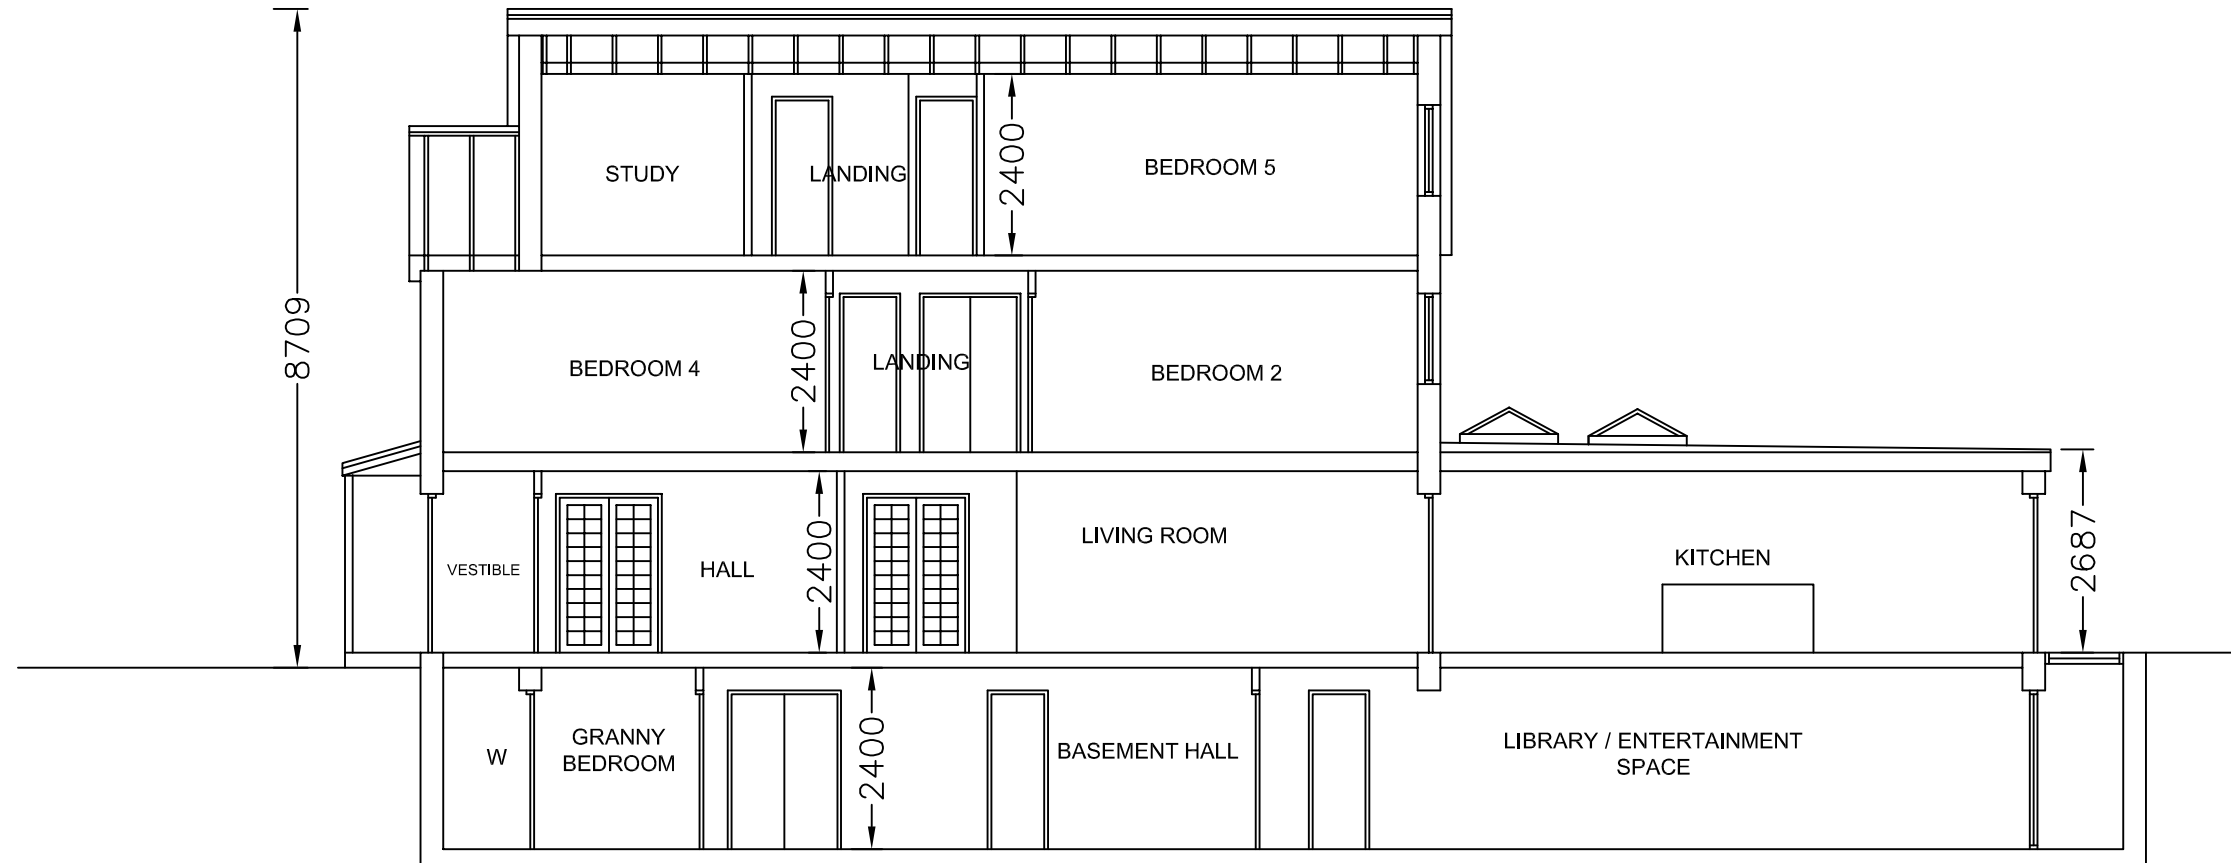 8709
STUDY
LANDING
2400
BEDROOM 5
BEDROOM 4
2400
LANDING
BEDROOM 2
VESTIBLE
HALL
2400
LIVING ROOM
KITCHEN
2687
W
GRANNY
BEDROOM
2400
BASEMENT HALL
LIBRARY / ENTERTAINMENT
SPACE